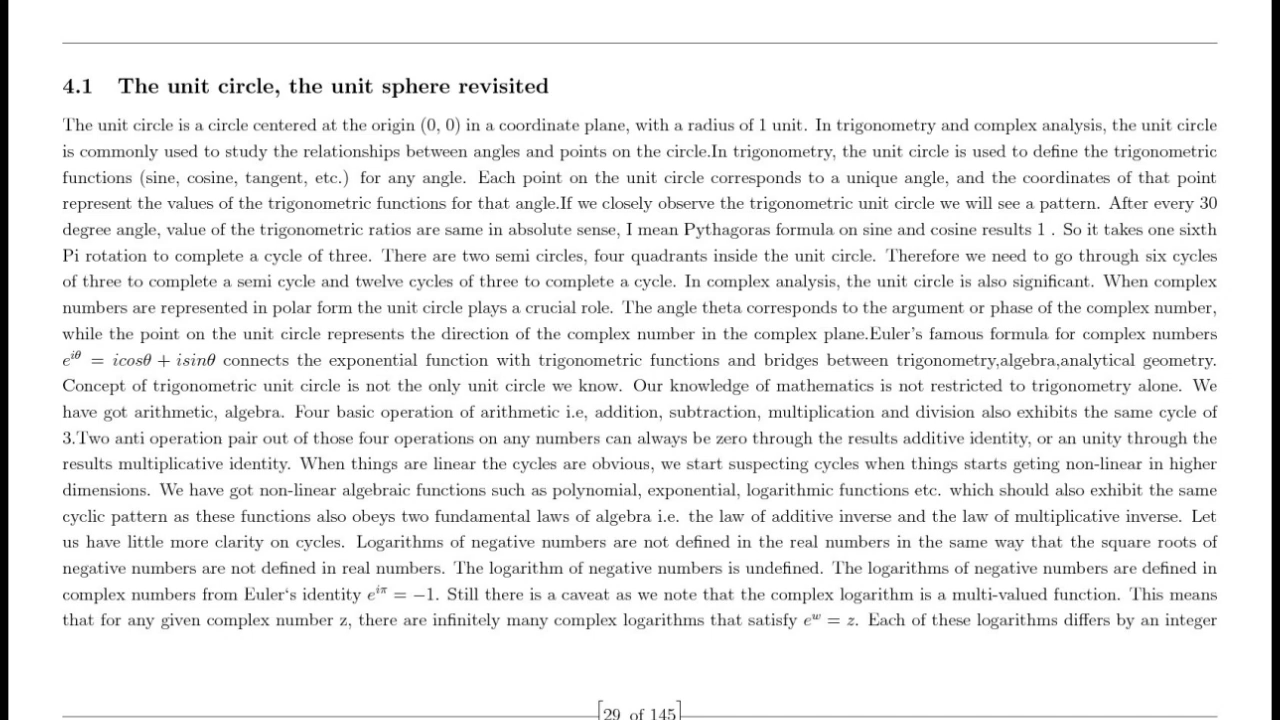 4.1 The unit circle, the unit sphere revisited
The unit circle is a circle centered at the origin (0, 0) in a coordinate plane, with a radius of 1 unit. In trigonometry and complex analysis, the unit circle
is commonly used to study the relationships between angles and points on the circle.In trigonometry, the unit circle is used to define the trigonometric
functions (sine, cosine, tangent, etc.) for any angle. Each point on the unit circle corresponds to a unique angle, and the coordinates of that point
represent the values of the trigonometric functions for that angle.If we closely observe the trigonometric unit circle we will see a pattern. After every 30
degree angle, value of the trigonometric ratios are same in absolute sense, I mean Pythagoras formula on sine and cosine results 1 . So it takes one sixth
Pi rotation to complete a cycle of three. There are two semi circles, four quadrants inside the unit circle. Therefore we need to go through six cycles
of three to complete a semi cycle and twelve cycles of three to complete a cycle. In complex analysis, the unit circle is also significant. When complex
numbers are represented in polar form the unit circle plays a crucial role. The angle theta corresponds to the argument or phase of the complex number,
while the point on the unit circle represents the direction of the complex number in the complex plane.Euler's famous formula for complex numbers
e^{iθ} = icosθ + isinθ connects the exponential function with trigonometric functions and bridges between trigonometry,algebra,analytical geometry.
Concept of trigonometric unit circle is not the only unit circle we know. Our knowledge of mathematics is not restricted to trigonometry alone. We
have got arithmetic, algebra. Four basic operation of arithmetic i.e, addition, subtraction, multiplication and division also exhibits the same cycle of
3.Two anti operation pair out of those four operations on any numbers can always be zero through the results additive identity, or an unity through the
results multiplicative identity. When things are linear the cycles are obvious, we start suspecting cycles when things starts geting non-linear in higher
dimensions. We have got non-linear algebraic functions such as polynomial, exponential, logarithmic functions etc. which should also exhibit the same
cyclic pattern as these functions also obeys two fundamental laws of algebra i.e. the law of additive inverse and the law of multiplicative inverse. Let
us have little more clarity on cycles. Logarithms of negative numbers are not defined in the real numbers in the same way that the square roots of
negative numbers are not defined in real numbers. The logarithm of negative numbers is undefined. The logarithms of negative numbers are defined in
complex numbers from Euler‘s identity e^{iπ} = −1. Still there is a caveat as we note that the complex logarithm is a multi-valued function. This means
that for any given complex number z, there are infinitely many complex logarithms that satisfy e^w = z. Each of these logarithms differs by an integer
[29 of 145]